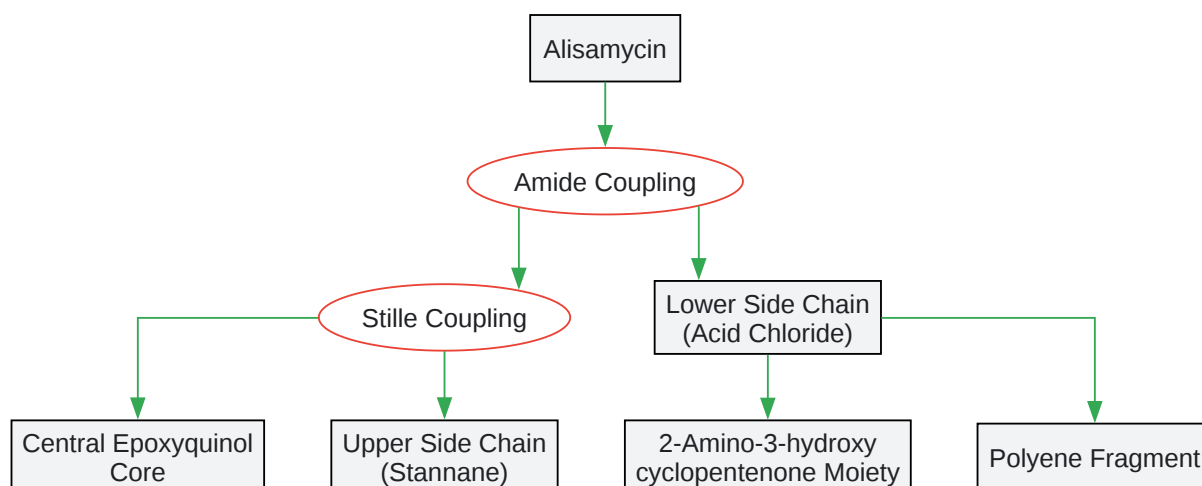 Alisamycin
Amide Coupling
Stille Coupling
Lower Side Chain
(Acid Chloride)
Central Epoxyquinol
Core
Upper Side Chain
(Stannane)
2-Amino-3-hydroxy
cyclopentenone Moiety
Polyene Fragment